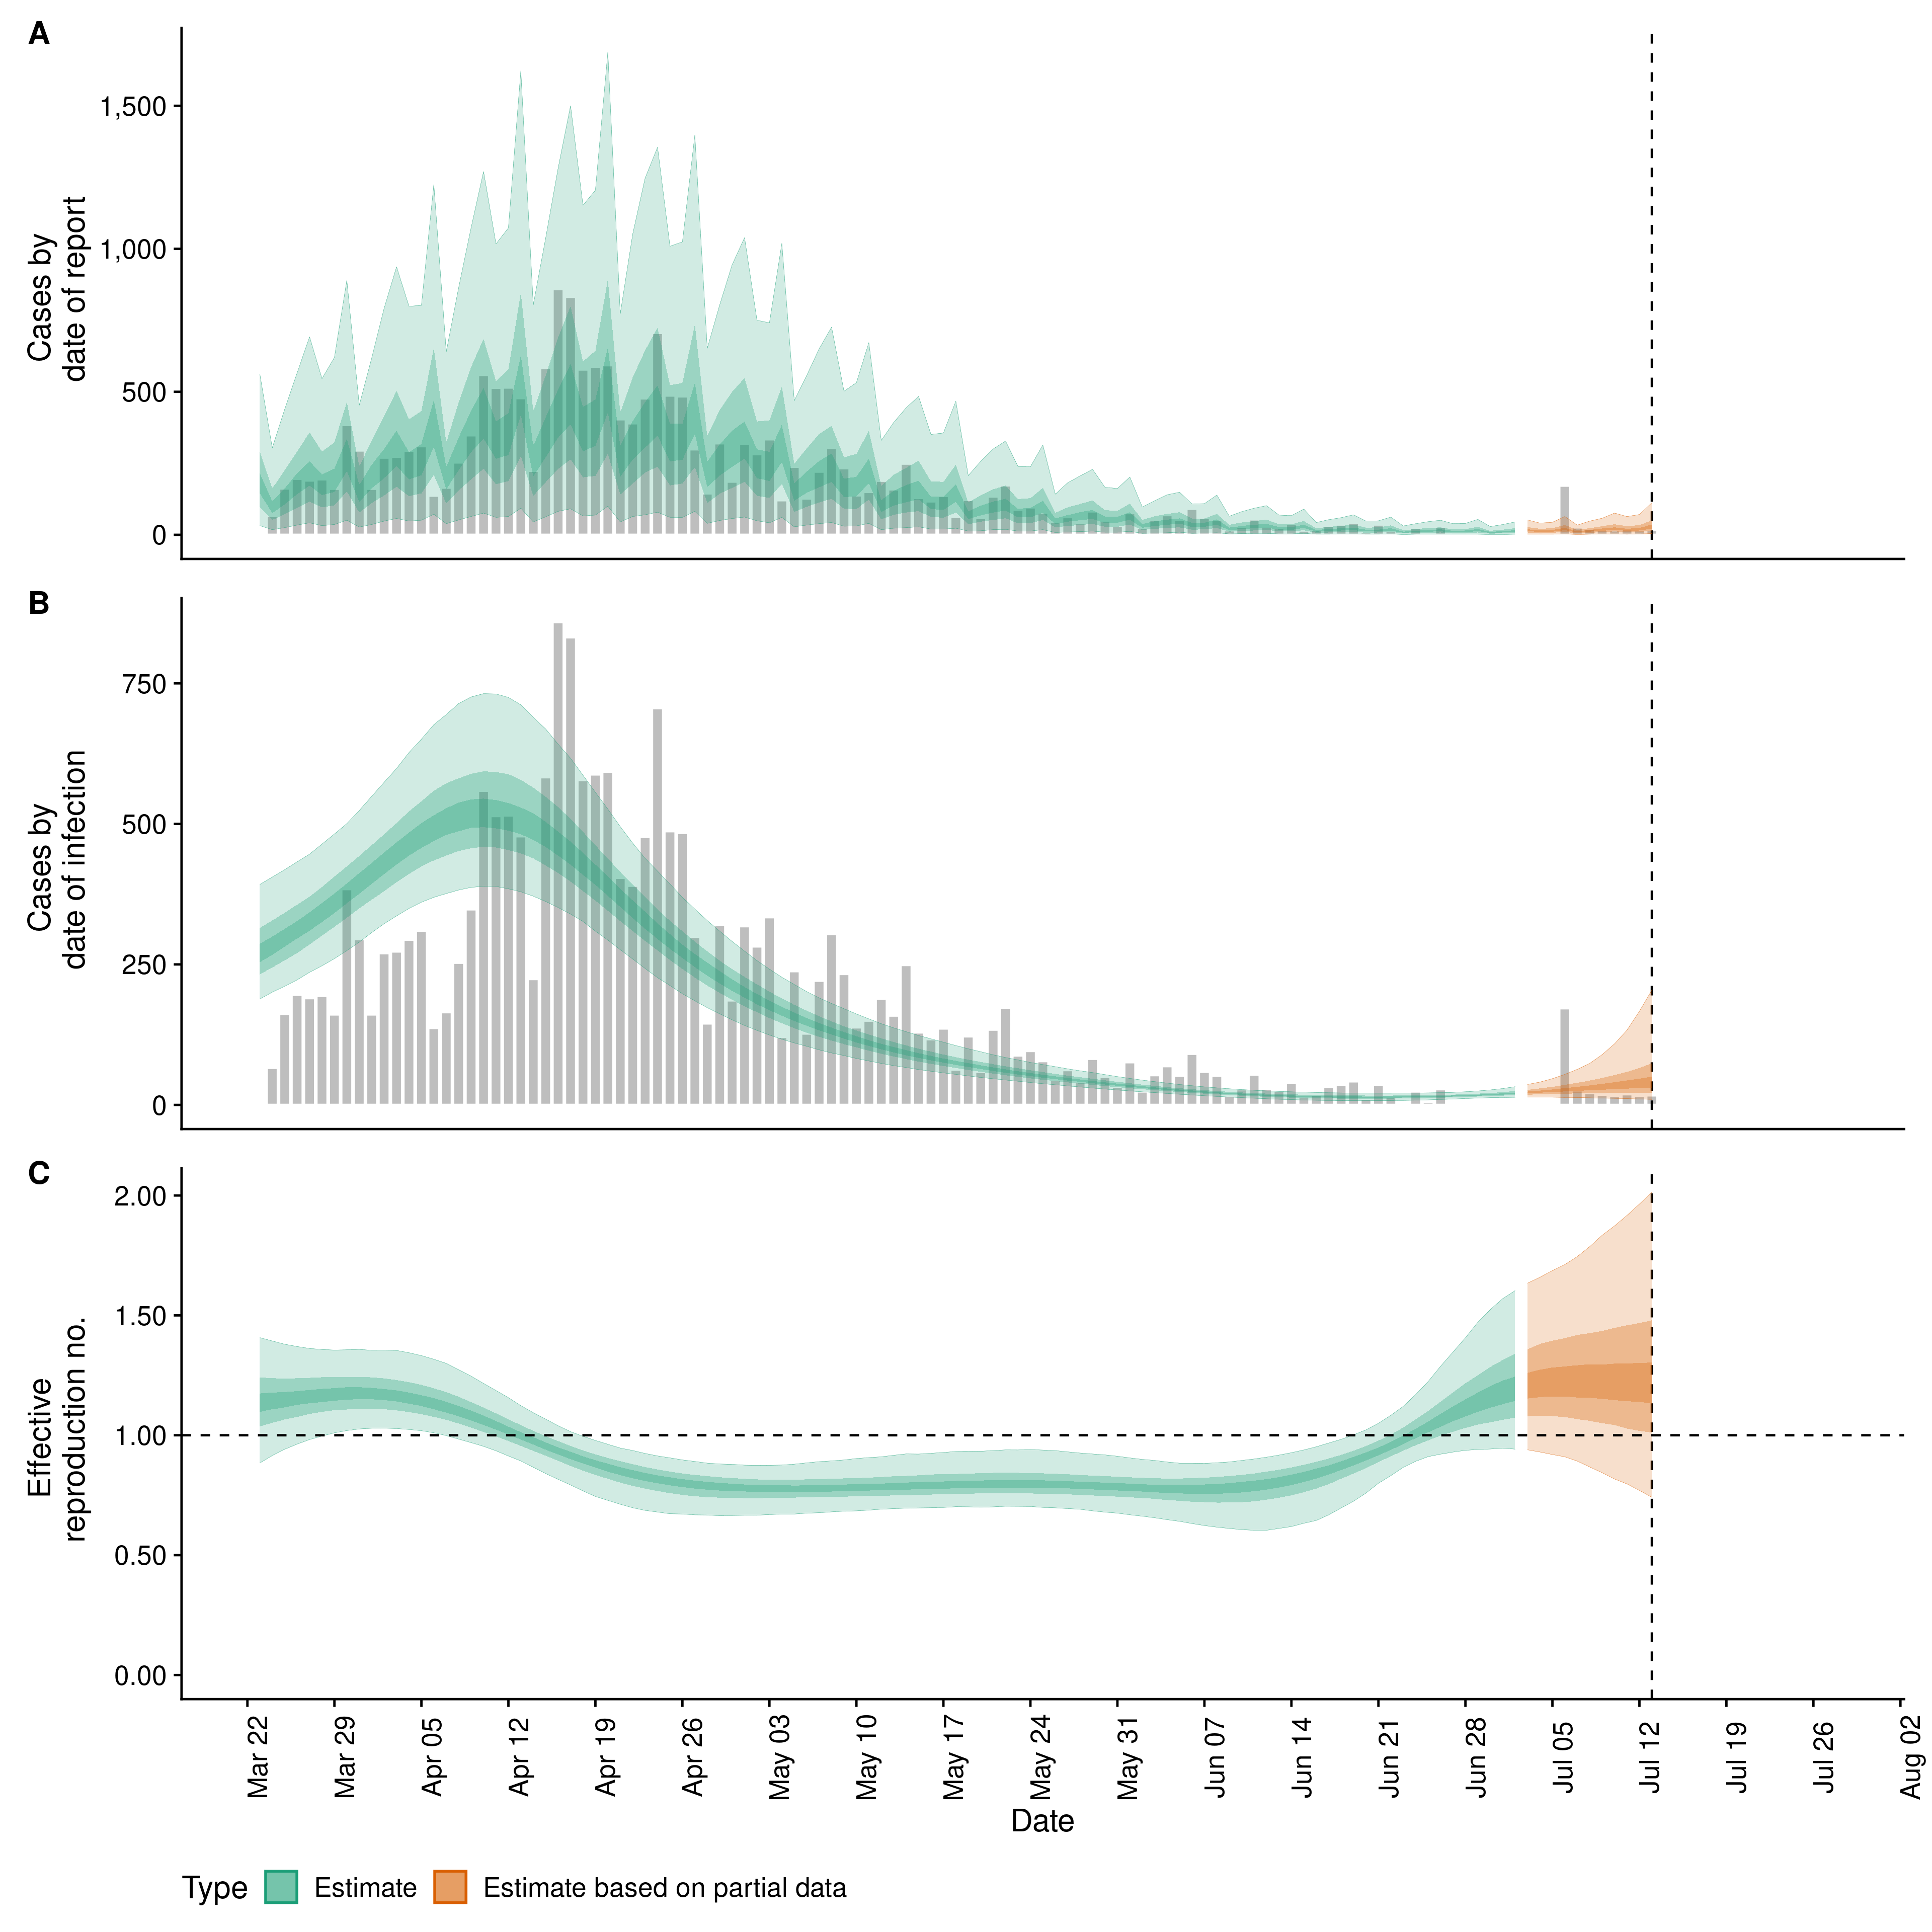 A
Cases by
date of report
1,500
1,000
500
0
B
Cases by
date of infection
750
500
250
0
C
Effective
reproduction no.
2.00
1.50
1.00
0.50
0.00
Mar 22
Mar 29
Apr 05
Apr 12
Apr 19
Apr 26
May 03
May 10
May 17
May 24
May 31
Jun 07
Jun 14
Jun 21
Jun 28
Jul 05
Jul 12
Jul 19
Jul 26
Aug 02
Date
Type Estimate Estimate based on partial data